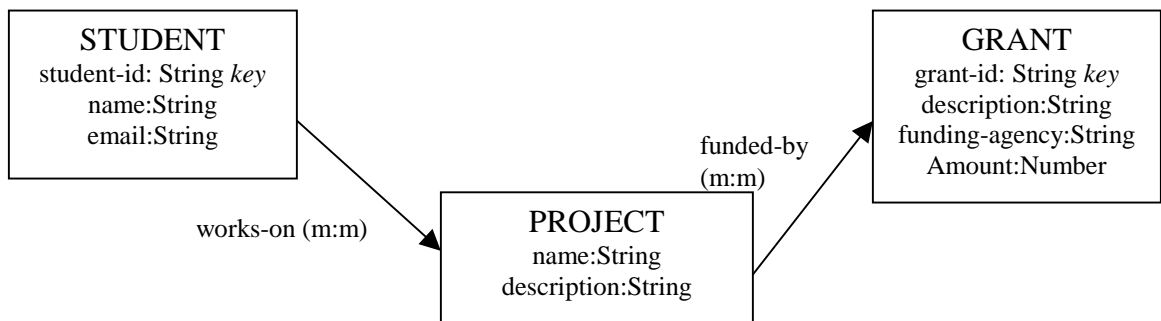 STUDENT
student-id: String key
name:String
email:String
works-on (m:m)
PROJECT
name:String
description:String
funded-by
(m:m)
GRANT
grant-id: String key
description:String
funding-agency:String
Amount:Number